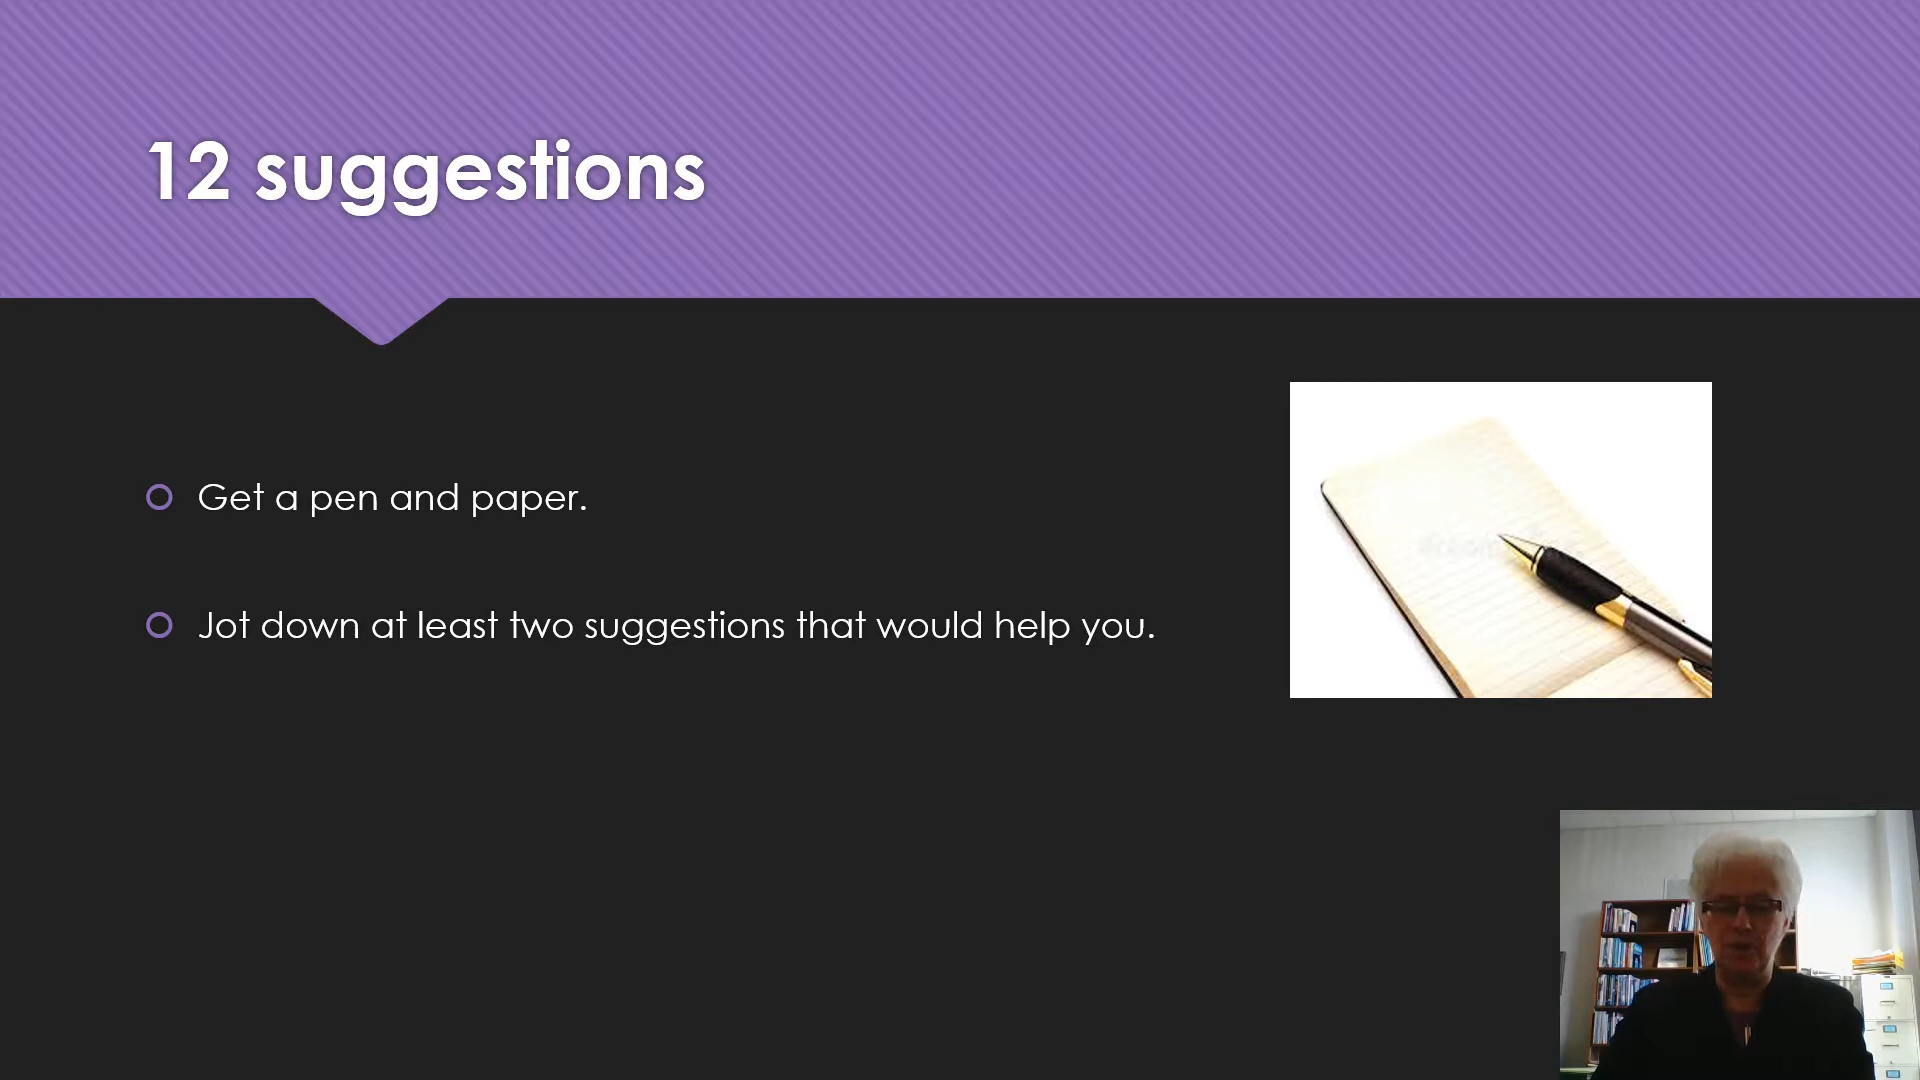 12 suggestions
Get a pen and paper.
Jot down at least two suggestions that would help you.